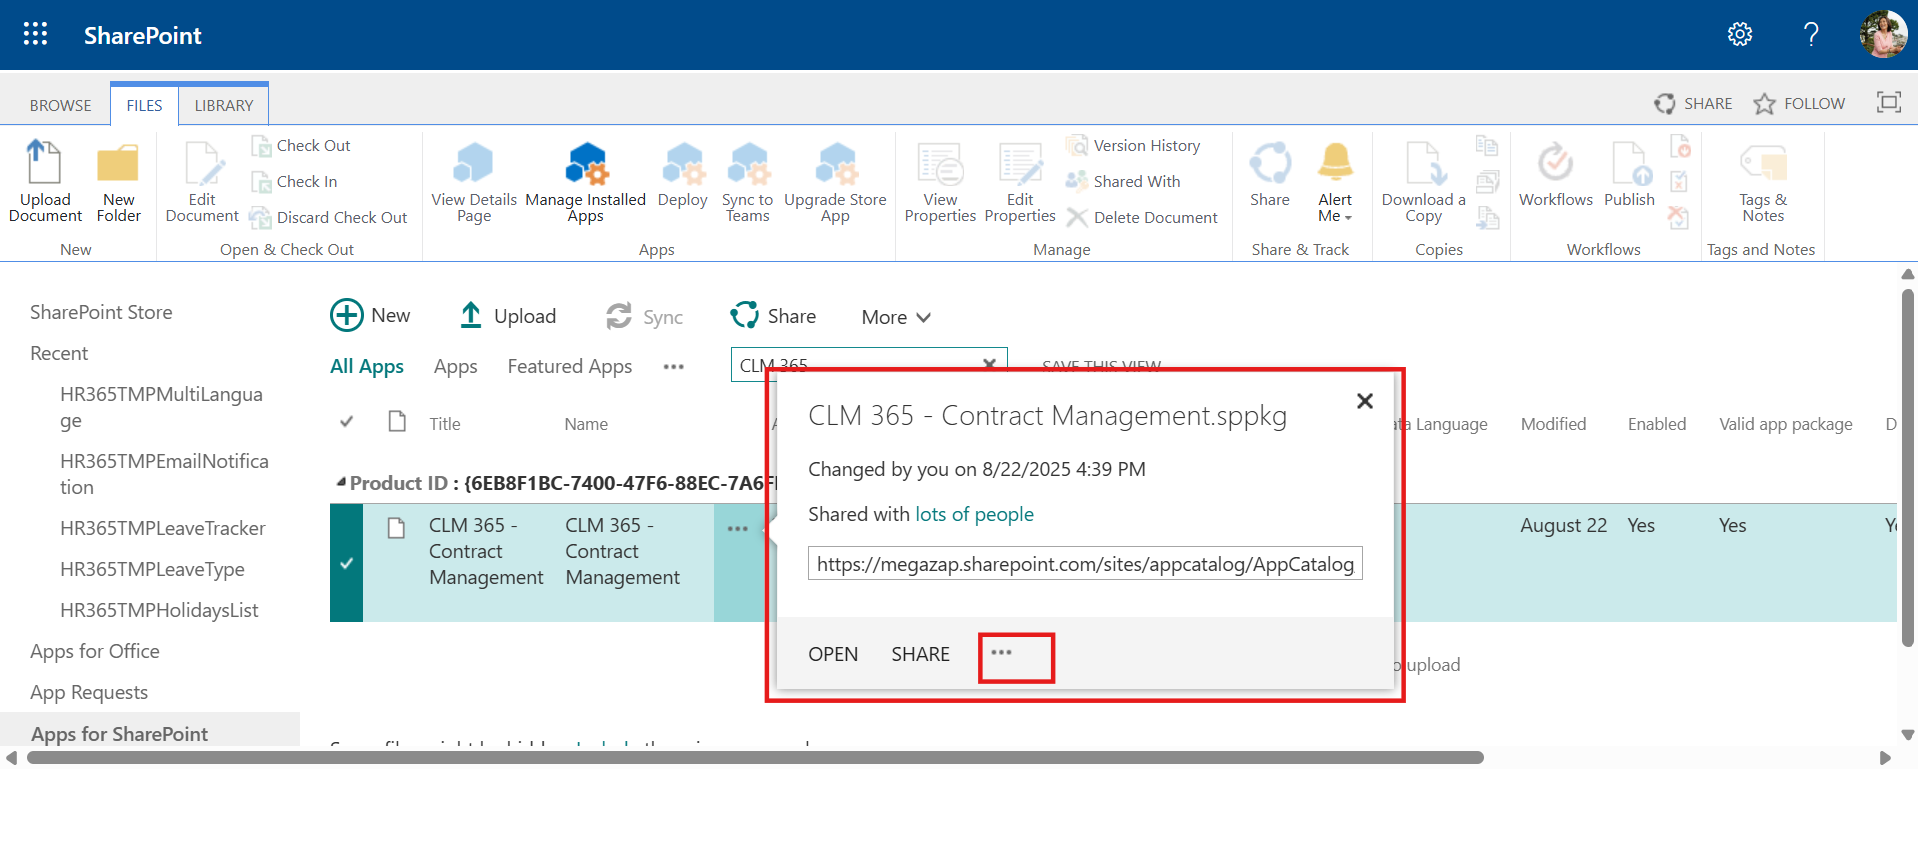 SharePoint
BROWSE
FILES
LIBRARY
SHARE
FOLLOW
Upload Document
New Folder
New
Edit Document
Check Out
Check In
Discard Check Out
Open & Check Out
View Details Page
Manage Installed Apps
Deploy
Sync to Teams
Upgrade Store App
Apps
View Properties
Edit Properties
Version History
Shared With
Delete Document
Manage
Share
Alert Me
Share & Track
Download a Copy
Copies
Workflows
Publish
Workflows
Tags & Notes
Tags and Notes
SharePoint Store
Recent
HR365TMPMultiLangua
ge
HR365TMPEmailNotifica
tion
HR365TMPLeaveTracker
HR365TMPLeaveType
HR365TMPHolidaysList
Apps for Office
App Requests
Apps for SharePoint
New
Upload
Sync
Share
More
All Apps
Apps
Featured Apps
CLM 365
SAVE THIS VIEW
Title
Name
Language
Modified
Enabled
Valid app package
D
Product ID : {6EB8F1BC-7400-47F6-88EC-7A6F
CLM 365 -
Contract
Management
CLM 365 -
Contract
Management
August 22
Yes
Yes
CLM 365 - Contract Management.sppkg
Changed by you on 8/22/2025 4:39 PM
Shared with lots of people
https://megazap.sharepoint.com/sites/appcatalog/AppCatalog
OPEN
SHARE
upload